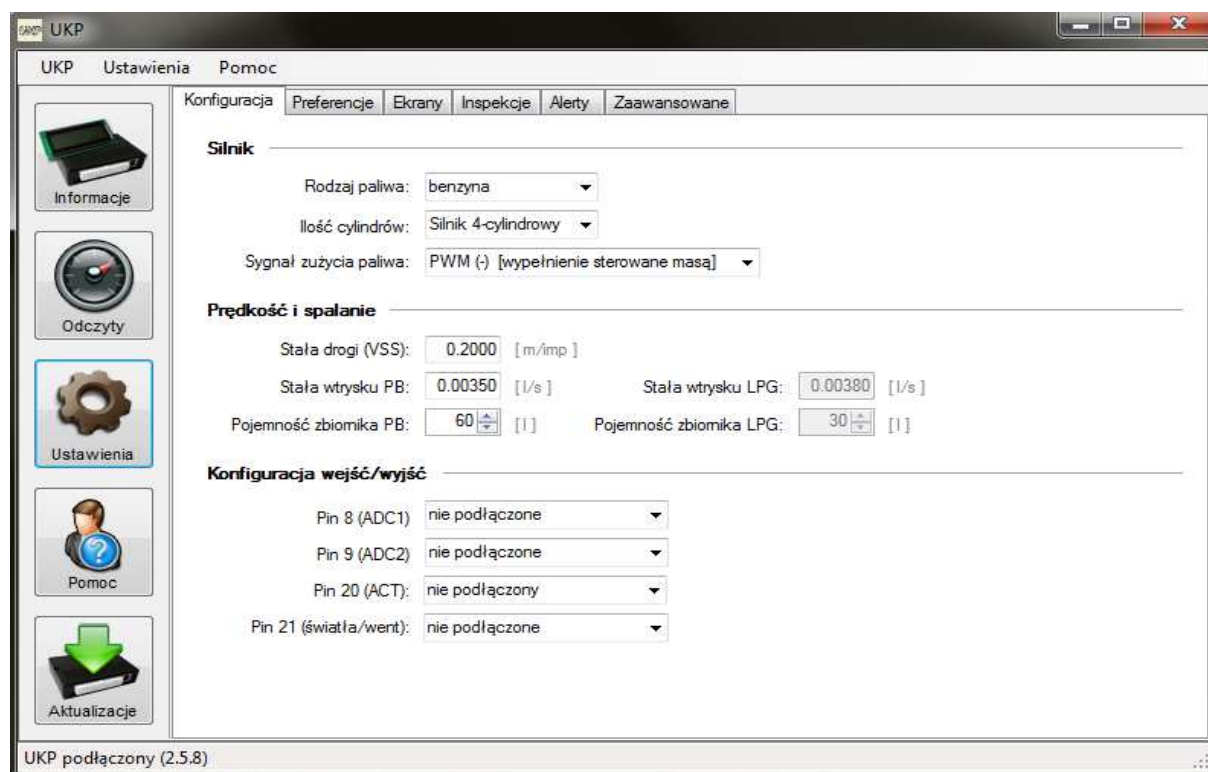 UKP
UKP Ustawienia Pomoc
Konfiguracja Preferencje Ekrany Inspekcje Alerty Zaawansowane
Informacje
Odczyty
Ustawienia
Pomoc
Aktualizacje
Silnik
Rodzaj paliwa: benzyna
Ilość cylindrów: Silnik 4-cylindrowy
Sygnał zużycia paliwa: PWM (-) [wypełnienie sterowane masą]
Prędkość i spalanie
Stała drogi (VSS): 0.2000 [ m/imp ]
Stała wtrysku PB: 0.00350 [ l/s ] Stała wtrysku LPG: 0.00380 [ l/s ]
Pojemność zbiornika PB: 60 [ l ] Pojemność zbiornika LPG: 30 [ l ]
Konfiguracja wejść/wyjść
Pin 8 (ADC1) nie podłączone
Pin 9 (ADC2) nie podłączone
Pin 20 (ACT): nie podłączony
Pin 21 (światła/went): nie podłączone
UKP podłączony (2.5.8)